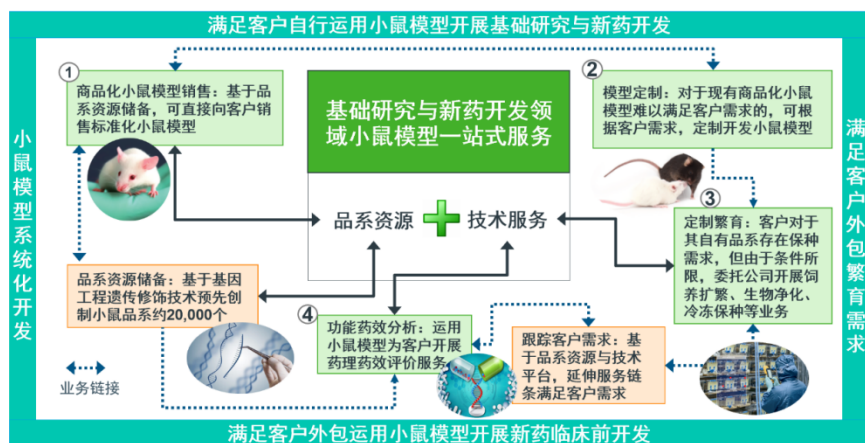 满足客户自行运用小鼠模型开展基础研究与新药开发
小鼠模型系统化开发
满足客户外包繁育需求
①
商品化小鼠模型销售：基于品
系资源储备，可直接向客户销
售标准化小鼠模型
基础研究与新药开发领
域小鼠模型一站式服务
②
模型定制：对于现有商品化小鼠
模型难以满足客户需求的，可根
据客户需求，定制开发小鼠模型
品系资源
技术服务
③
定制繁育：客户对于
其自有品系存在保种
需求，但由于条件所
限，委托公司开展饲
养扩繁、生物净化、
冷冻保种等业务
品系资源储备：基于基因
工程遗传修饰技术预先创
制小鼠品系约20,000个
④
功能药效分析：运用
小鼠模型为客户开展
药理药效评价服务
跟踪客户需求：基
于品系资源与技术
平台，延伸服务链
条满足客户需求
业务链接
满足客户外包运用小鼠模型开展新药临床前开发